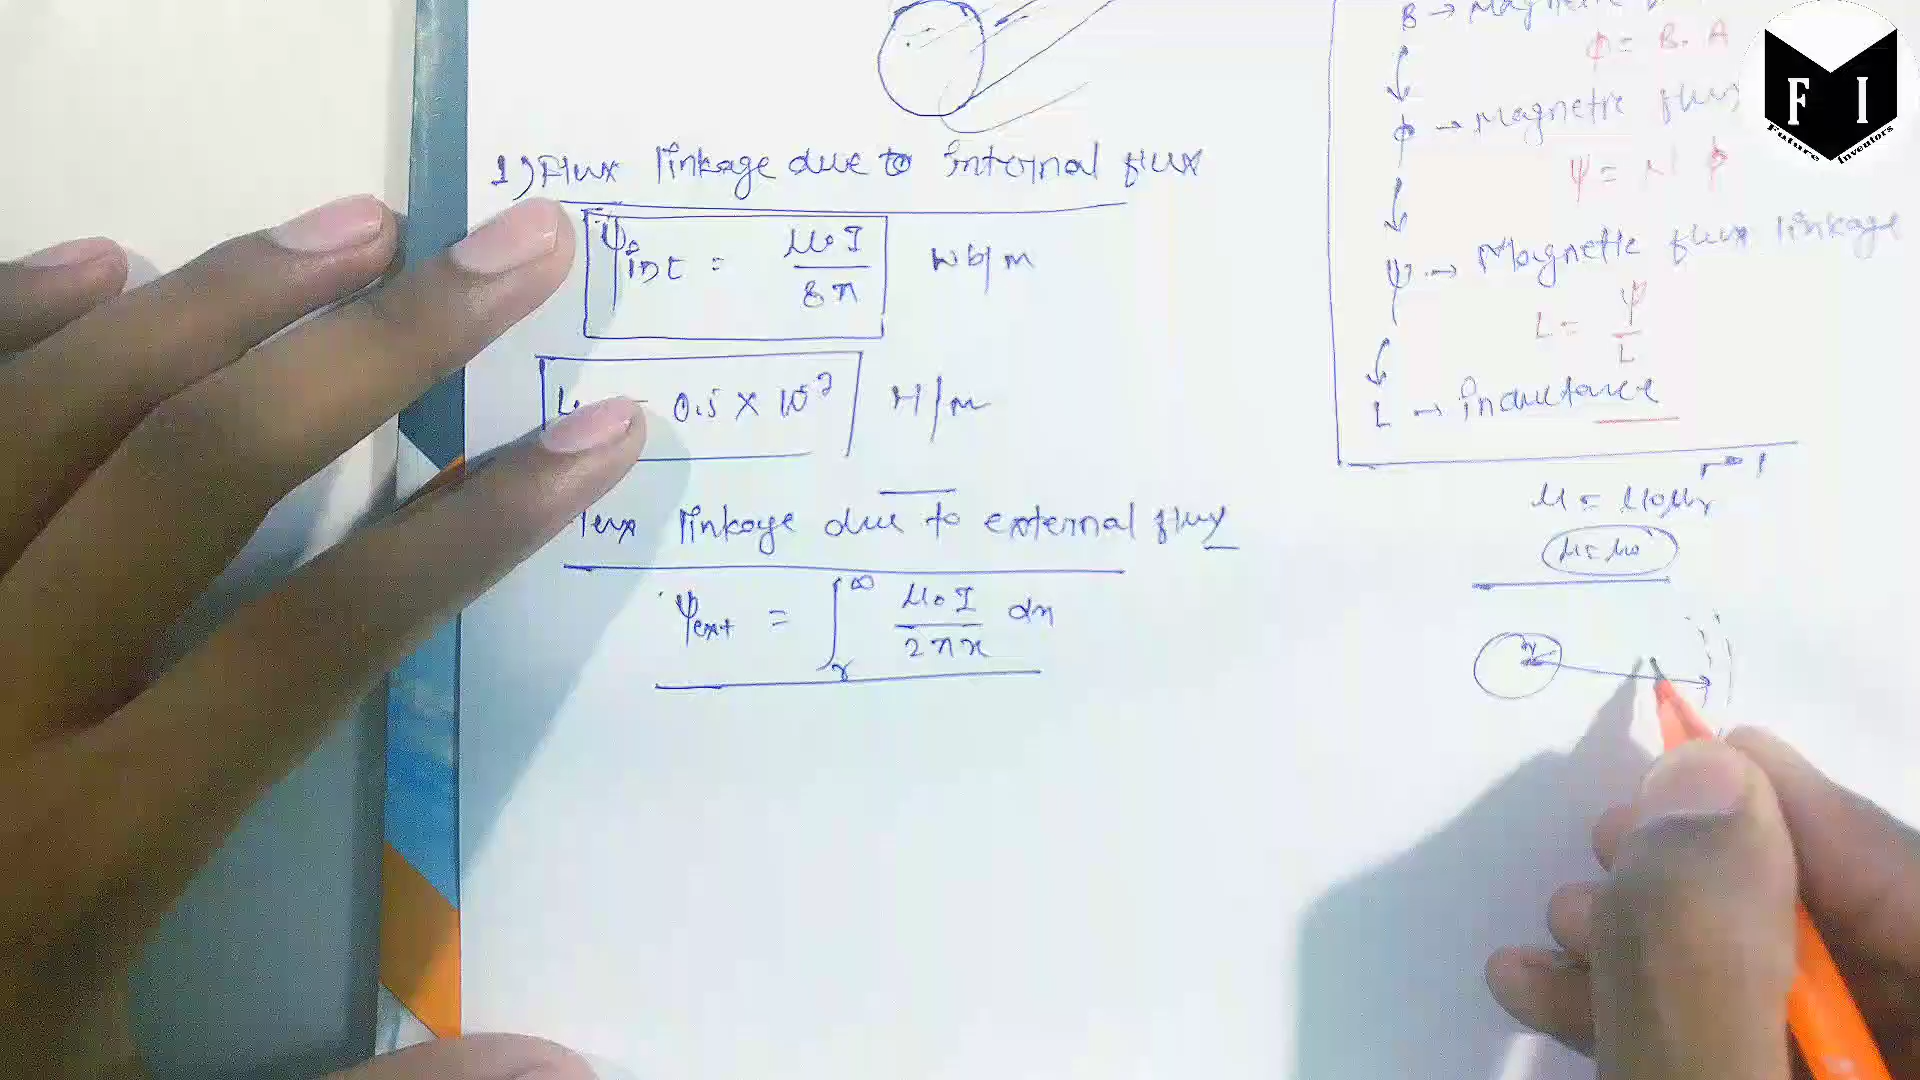 1) Flux linkage due to internal flux
ψint = μ0 I / 8π wb/m
= 0.5 × 10⁻⁷ H/m
linkage due to external flux
ψext = ∫r^∞ μ0 I / 2πx dx
B →
ϕ = B. A
ϕ → Magnetic flux
ψ = N ϕ
ψ → Magnetic flux linkage
L = ψ / L
L → inductance
μ = μ0μr
μ = μ0
F I
Future Inventors